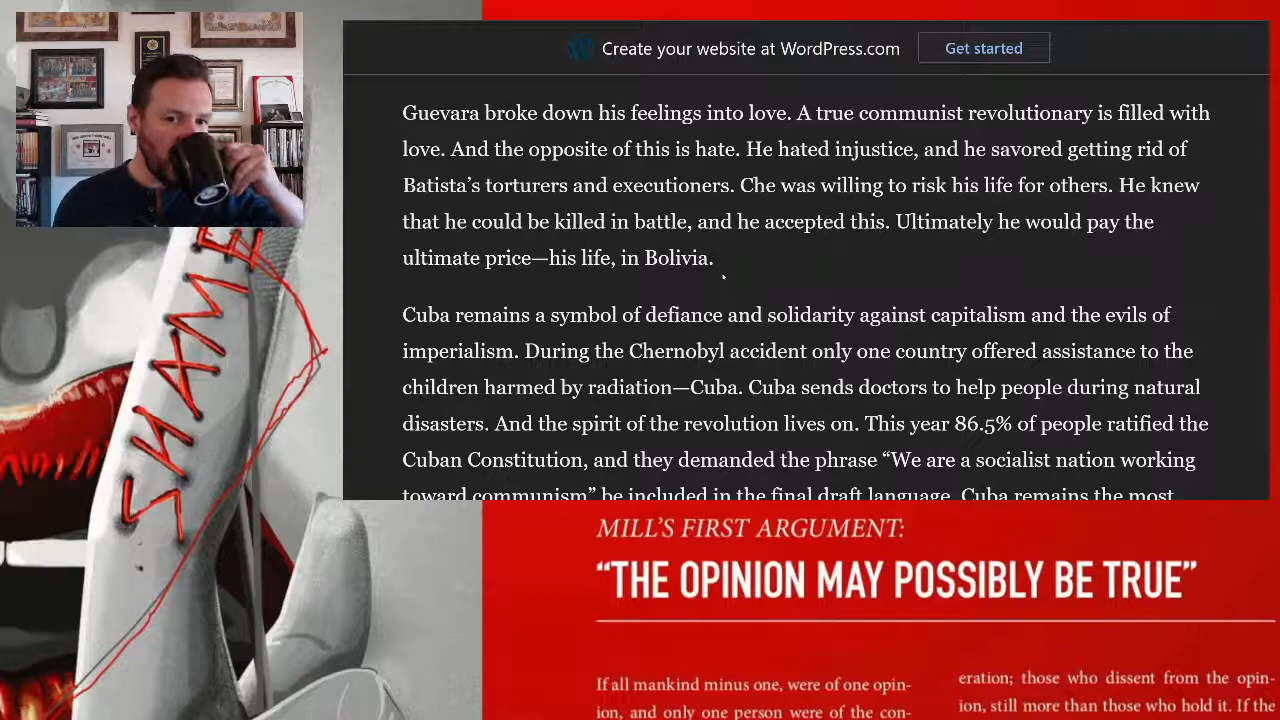 Create your website at WordPress.com
Get started
Guevara broke down his feelings into love. A true communist revolutionary is filled with
love. And the opposite of this is hate. He hated injustice, and he savored getting rid of
Batista’s torturers and executioners. Che was willing to risk his life for others. He knew
that he could be killed in battle, and he accepted this. Ultimately he would pay the
ultimate price—his life, in Bolivia.
Cuba remains a symbol of defiance and solidarity against capitalism and the evils of
imperialism. During the Chernobyl accident only one country offered assistance to the
children harmed by radiation—Cuba. Cuba sends doctors to help people during natural
disasters. And the spirit of the revolution lives on. This year 86.5% of people ratified the
Cuban Constitution, and they demanded the phrase “We are a socialist nation working
toward communism” be included in the final draft language. Cuba remains the most
SHAME
MILL’S FIRST ARGUMENT:
“THE OPINION MAY POSSIBLY BE TRUE”
If all mankind minus one, were of one opin-
ion, and only one person were of the con-
eration; those who dissent from the opin-
ion, still more than those who hold it. If the